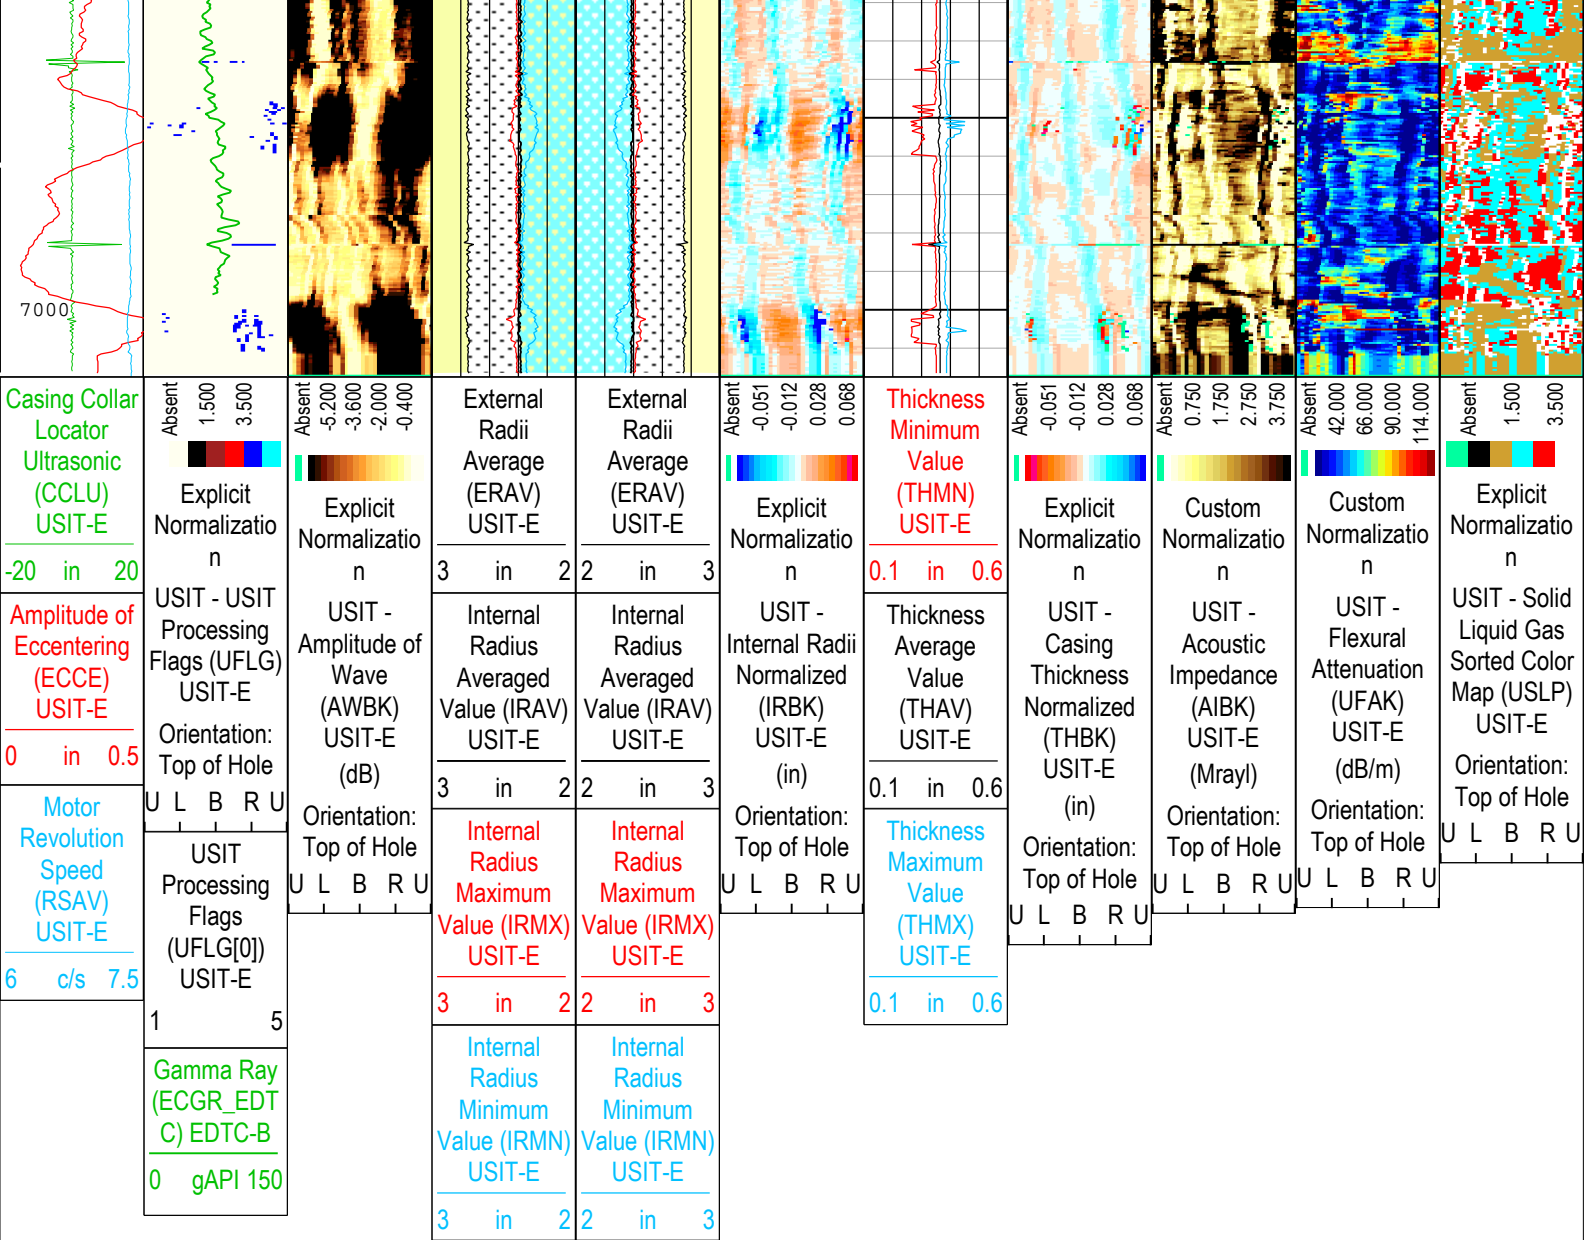 7000
Casing Collar
Locator
Ultrasonic
(CCLU)
USIT-E
-20 in 20
Amplitude of
Eccentering
(ECCE)
USIT-E
0 in 0.5
Motor
Revolution
Speed
(RSAV)
USIT-E
6 c/s 7.5
Absent 1.500 3.500
Explicit
Normalizatio
n
USIT - USIT
Processing
Flags (UFLG)
USIT-E
Orientation:
Top of Hole
U L B R U
USIT
Processing
Flags
(UFLG[0])
USIT-E
1 5
Gamma Ray
(ECGR_EDT
C) EDTC-B
0 gAPI 150
Absent -5.200 -3.600 -2.000 -0.400
Explicit
Normalizatio
n
USIT -
Amplitude of
Wave
(AWBK)
USIT-E
(dB)
Orientation:
Top of Hole
U L B R U
External
Radii
Average
(ERAV)
USIT-E
3 in 2
Internal
Radius
Averaged
Value (IRAV)
USIT-E
3 in 2
Internal
Radius
Maximum
Value (IRMX)
USIT-E
3 in 2
Internal
Radius
Minimum
Value (IRMN)
USIT-E
3 in 2
External
Radii
Average
(ERAV)
USIT-E
2 in 3
Internal
Radius
Averaged
Value (IRAV)
USIT-E
2 in 3
Internal
Radius
Maximum
Value (IRMX)
USIT-E
2 in 3
Internal
Radius
Minimum
Value (IRMN)
USIT-E
2 in 3
Absent -0.051 -0.012 0.028 0.068
Explicit
Normalizatio
n
USIT -
Internal Radii
Normalized
(IRBK)
USIT-E
(in)
Orientation:
Top of Hole
U L B R U
Thickness
Minimum
Value
(THMN)
USIT-E
0.1 in 0.6
Thickness
Average
Value
(THAV)
USIT-E
0.1 in 0.6
Thickness
Maximum
Value
(THMX)
USIT-E
0.1 in 0.6
Absent -0.051 -0.012 0.028 0.068
Explicit
Normalizatio
n
USIT -
Casing
Thickness
Normalized
(THBK)
USIT-E
(in)
Orientation:
Top of Hole
U L B R U
Absent 0.750 1.750 2.750 3.750
Custom
Normalizatio
n
USIT -
Acoustic
Impedance
(AIBK)
USIT-E
(Mrayl)
Orientation:
Top of Hole
U L B R U
Absent 42.000 66.000 90.000 114.000
Custom
Normalizatio
n
USIT -
Flexural
Attenuation
(UFAK)
USIT-E
(dB/m)
Orientation:
Top of Hole
U L B R U
Absent 1.500 3.500
Explicit
Normalizatio
n
USIT - Solid
Liquid Gas
Sorted Color
Map (USLP)
USIT-E
Orientation:
Top of Hole
U L B R U